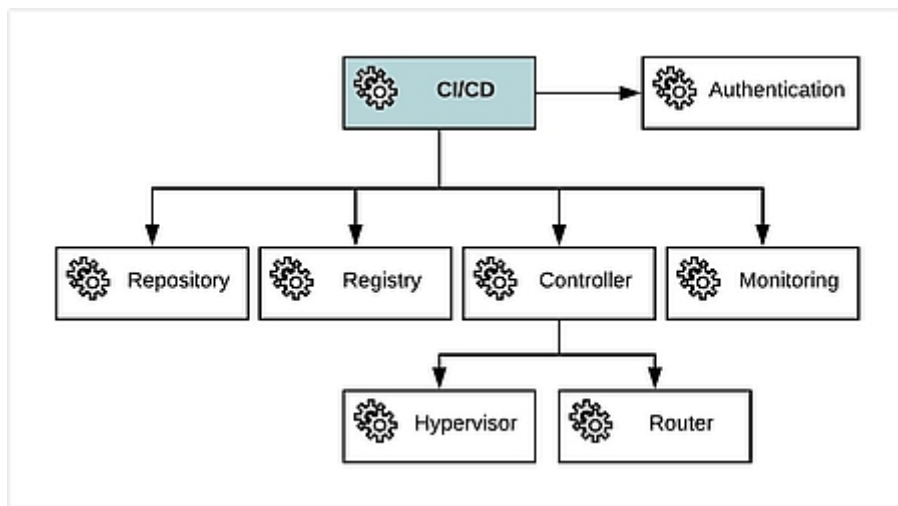 CI/CD
Authentication
Repository
Registry
Controller
Monitoring
Hypervisor
Router